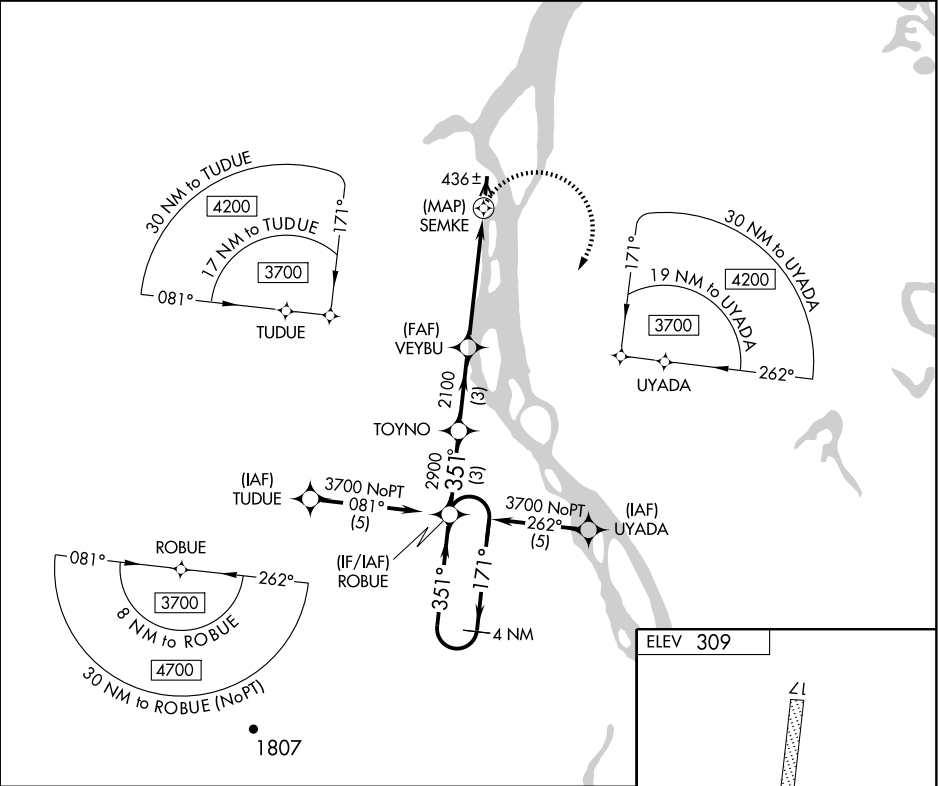 30 NM to TUDUE
4200
17 NM to TUDUE
3700
171°
081°
TUDUE
436±
(MAP)
SEMKE
30 NM to UYADA
4200
19 NM to UYADA
3700
171°
262°
UYADA
(FAF)
VEYBU
2100
(3)
TOYNO
2900
351°
(3)
(IAF)
TUDUE
3700 NoPT
081°
(5)
3700 NoPT
262°
(5)
(IAF)
UYADA
(IF/IAF)
ROBUE
351°
171°
4 NM
081°
ROBUE
262°
3700
8 NM to ROBUE
4700
30 NM to ROBUE (NoPT)
1807
ELEV 309
17